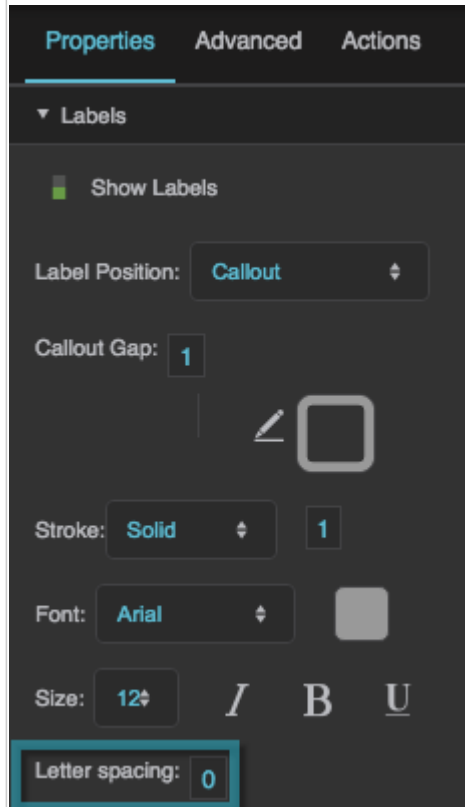 Properties Advanced Actions
Labels
Show Labels
Label Position: Callout
Callout Gap: 1
Stroke: Solid 1
Font: Arial
Size: 12 I B U
Letter spacing: 0